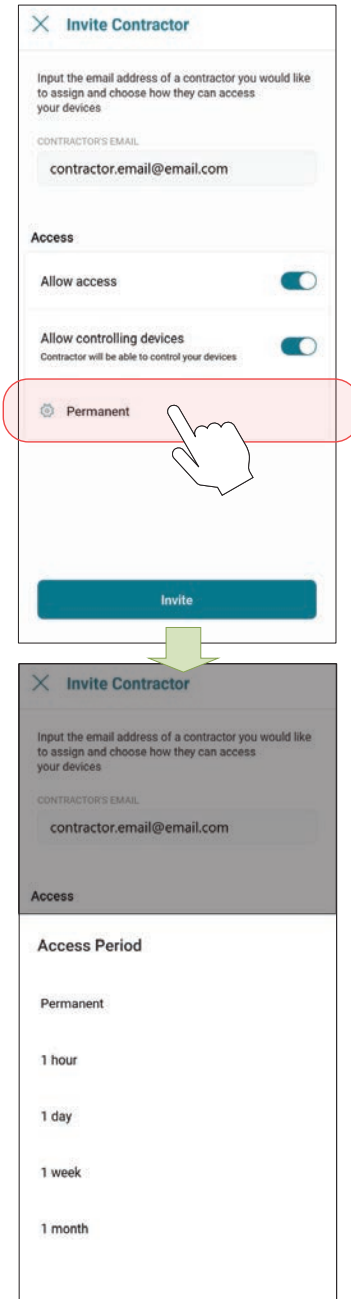 Invite Contractor
Input the email address of a contractor you would like
to assign and choose how they can access
your devices
CONTRACTOR'S EMAIL
contractor.email@email.com
Access
Allow access
Allow controlling devices
Contractor will be able to control your devices
Permanent
Invite
Invite Contractor
Input the email address of a contractor you would like
to assign and choose how they can access
your devices
CONTRACTOR'S EMAIL
contractor.email@email.com
Access
Access Period
Permanent
1 hour
1 day
1 week
1 month